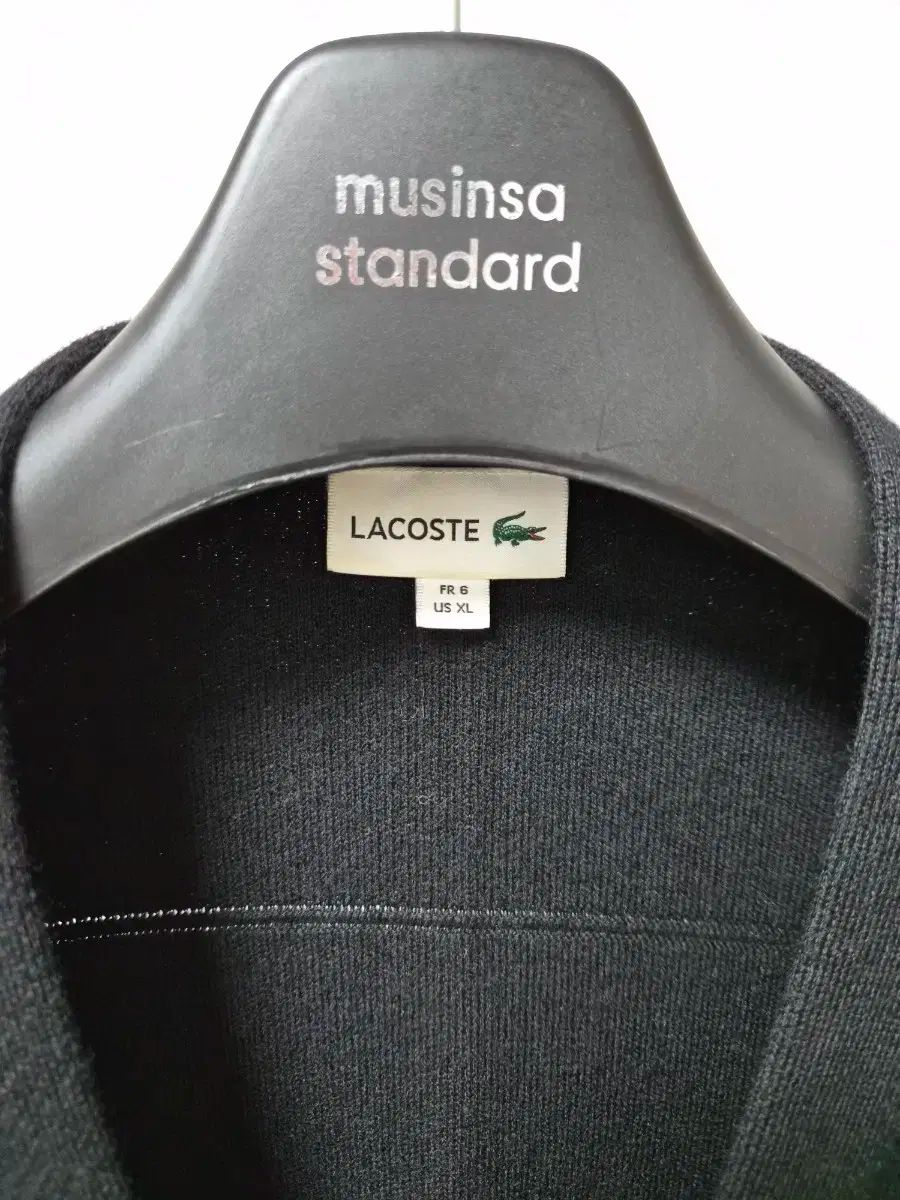 musinsa
standard
LACOSTE
FR 6
US XL